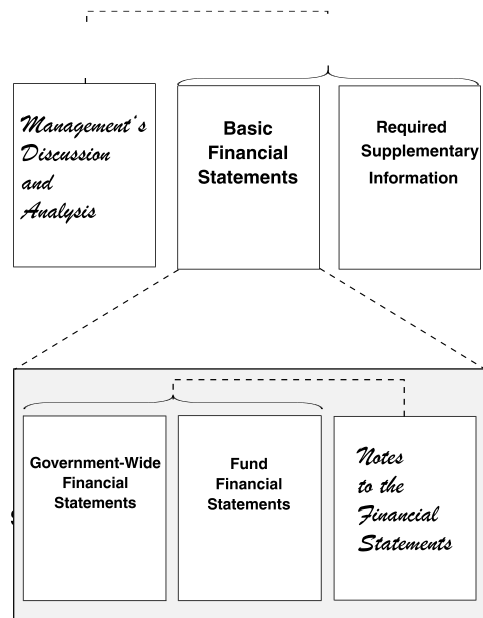 Management's
Discussion
and
Analysis
Basic
Financial
Statements
Required
Supplementary
Information
Government-Wide
Financial
Statements
Fund
Financial
Statements
Notes
to the
Financial
Statements